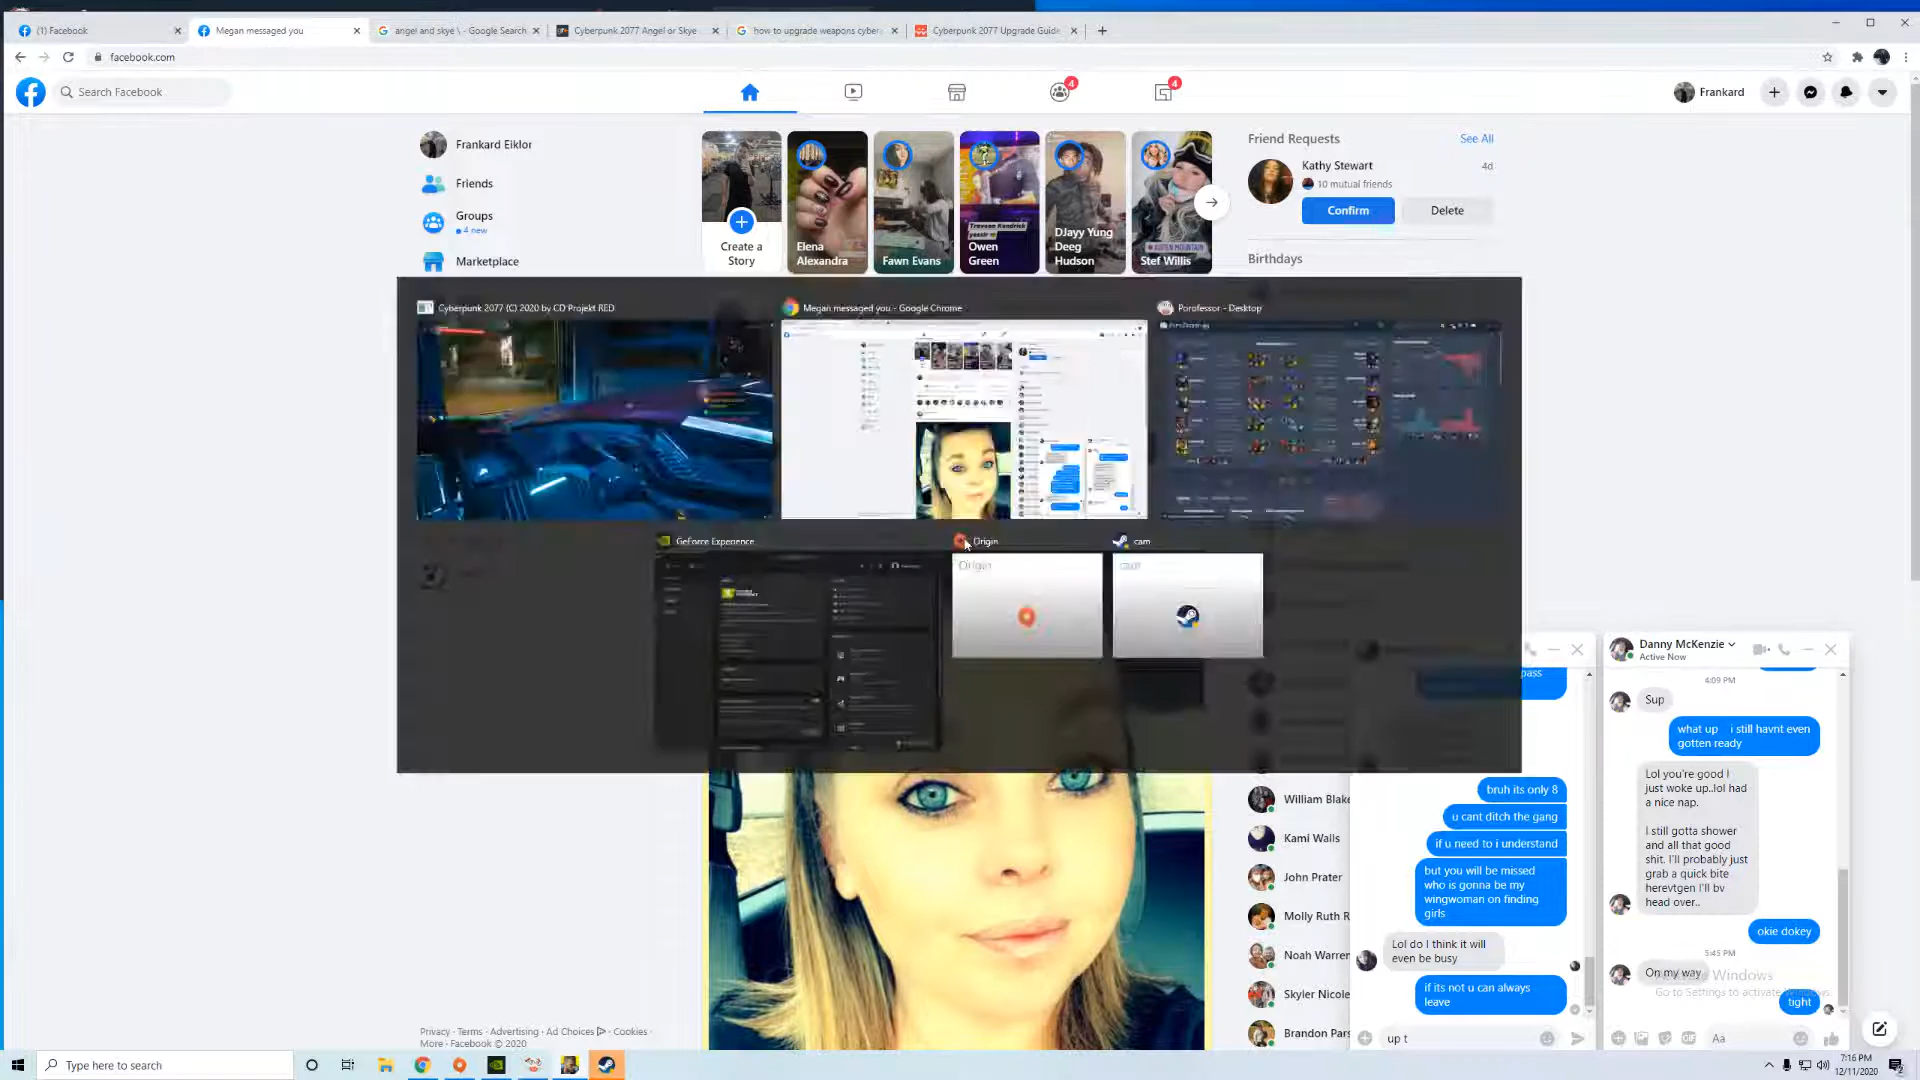 (1) Facebook
Megan messaged you
angel and skye \ - Google Search
Cyberpunk 2077 Angel or Skye
how to upgrade weapons cyber
Cyberpunk 2077 Upgrade Guide
facebook.com
Search Facebook
4
4
Frankard
Frankard Eiklor
Friends
Groups
4 new
Marketplace
Create a
Story
Elena
Alexandra
Fawn Evans
Owen
Green
DJayy Yung
Deeg
Hudson
Stef Willis
Friend Requests
See All
Kathy Stewart
4d
10 mutual friends
Confirm
Delete
Birthdays
Cyberpunk 2077 (C) 2020 by CD Projekt RED
Megan messaged you - Google Chrome
Porofessor - Desktop
GeForce Experience
Origin
cam
Origin
William Blake
Kami Walls
John Prater
Molly Ruth R
Noah Warren
Skyler Nicole
Brandon Pars
pass
bruh its only 8
u cant ditch the gang
if u need to i understand
but you will be missed
who is gonna be my
wingwoman on finding
girls
Lol do I think it will
even be busy
if its not u can always
leave
up t
Danny McKenzie
Active Now
4:09 PM
Sup
what up i still havnt even
gotten ready
Lol you're good I
just woke up..lol had
a nice nap.
I still gotta shower
and all that good
shit. I'll probably just
grab a quick bite
herevtgen I'll bv
head over..
okie dokey
5:45 PM
On my way
Activate Windows
Go to Settings to activate Windows.
tight
Aa
Privacy · Terms · Advertising · Ad Choices · Cookies ·
More · Facebook © 2020
Type here to search
7:16 PM
12/11/2020